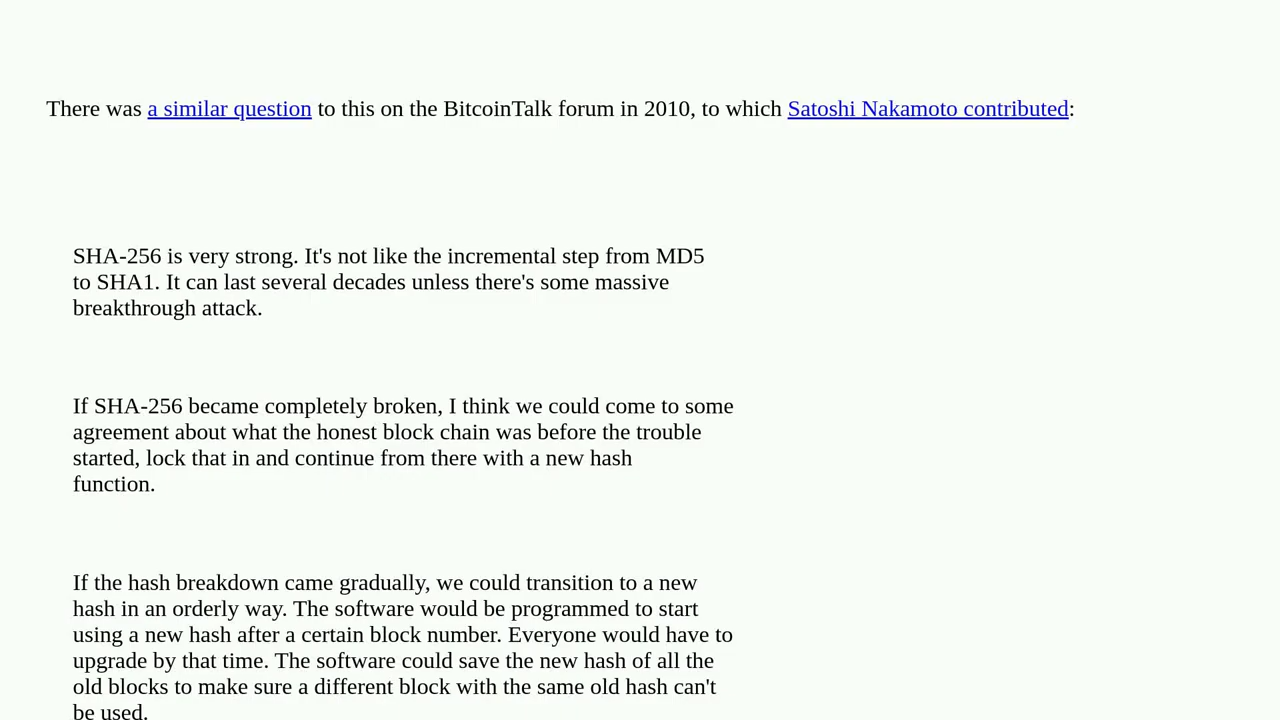 There was a similar question to this on the BitcoinTalk forum in 2010, to which Satoshi Nakamoto contributed:
SHA-256 is very strong. It's not like the incremental step from MD5
to SHA1. It can last several decades unless there's some massive
breakthrough attack.
If SHA-256 became completely broken, I think we could come to some
agreement about what the honest block chain was before the trouble
started, lock that in and continue from there with a new hash
function.
If the hash breakdown came gradually, we could transition to a new
hash in an orderly way. The software would be programmed to start
using a new hash after a certain block number. Everyone would have to
upgrade by that time. The software could save the new hash of all the
old blocks to make sure a different block with the same old hash can't
be used.